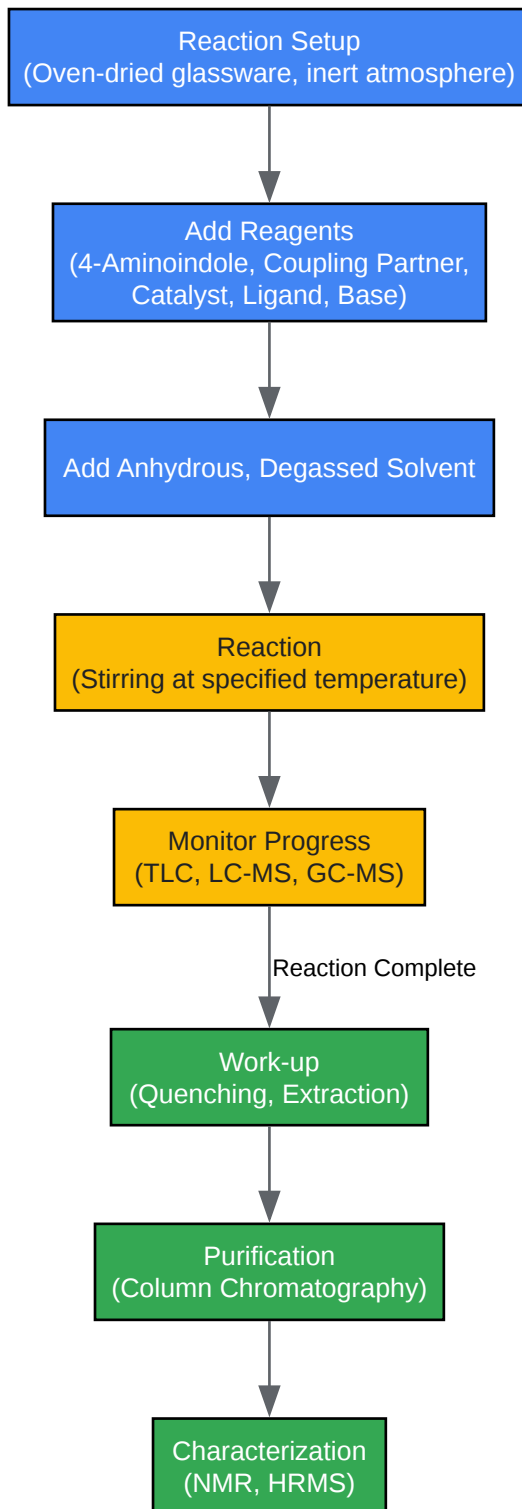 Reaction Setup
(Oven-dried glassware, inert atmosphere)
Add Reagents
(4-Aminoindole, Coupling Partner,
Catalyst, Ligand, Base)
Add Anhydrous, Degassed Solvent
Reaction
(Stirring at specified temperature)
Monitor Progress
(TLC, LC-MS, GC-MS)
Reaction Complete
Work-up
(Quenching, Extraction)
Purification
(Column Chromatography)
Characterization
(NMR, HRMS)